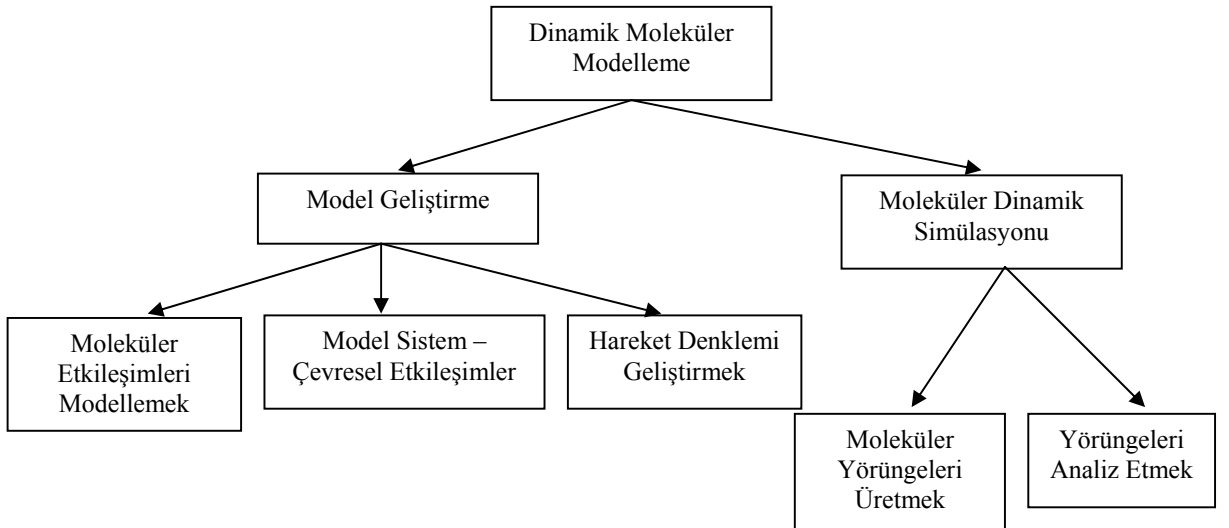 Dinamik Moleküler
Modelleme
Model Geliştirme
Moleküler Dinamik
Simülasyonu
Moleküler
Etkileşimleri
Modellemek
Model Sistem –
Çevresel Etkileşimler
Hareket Denklemi
Geliştirmek
Moleküler
Yörüngeleri
Üretmek
Yörüngeleri
Analiz Etmek